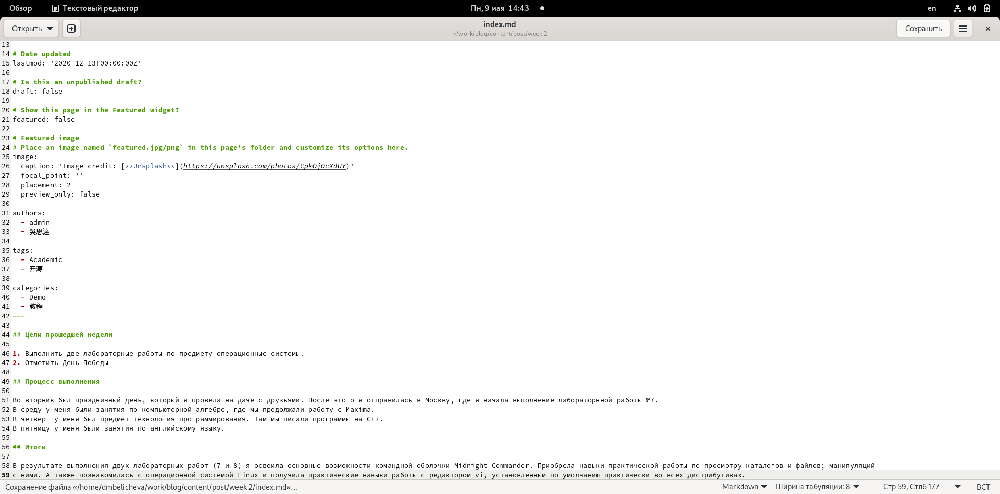 Обзор Текстовый редактор Пн, 9 мая 14:43 en
Открыть index.md Сохранить
~/work/blog/content/post/week 2
13
14 # Date updated
15 lastmod: '2020-12-13T00:00:00Z'
16
17 # Is this an unpublished draft?
18 draft: false
19
20 # Show this page in the Featured widget?
21 featured: false
22
23 # Featured image
24 # Place an image named `featured.jpg/png` in this page's folder and customize its options here.
25 image:
26   caption: 'Image credit: [**Unsplash**](https://unsplash.com/photos/CpkOjOcXdUY)'
27   focal_point: ''
28   placement: 2
29   preview_only: false
30
31 authors:
32   - admin
33   - 吳恩達
34
35 tags:
36   - Academic
37   - 开源
38
39 categories:
40   - Demo
41   - 教程
42 ---
43
44 ## Цели прошедшей недели
45
46 1. Выполнить две лабораторные работы по предмету операционные системы.
47 2. Отметить День Победы
48
49 ## Процесс выполнения
50
51 Во вторник был праздничный день, который я провела на даче с друзьями. После этого я отправилась в Москву, где я начала выполнение лабораторнной работы №7.
52 В среду у меня были занятия по компьютерной алгебре, где мы продолжали работу с Maxima.
53 В четверг у меня был предмет технология программирования. Там мы писали программы на C++.
54 В пятницу у меня были занятия по английскому языку.
55
56 ## Итоги
57
58 В результате выполнения двух лабораторных работ (7 и 8) я освоила основные возможности командной оболочки Midnight Commander. Приобрела навыки практической работы по просмотру каталогов и файлов; манипуляций
59 с ними. А также познакомилась с операционной системой Linux и получила практические навыки работы с редактором vi, установленным по умолчанию практически во всех дистрибутивах.
Сохранение файла «/home/dmbelicheva/work/blog/content/post/week 2/index.md»… Markdown Ширина табуляции: 8 Стр 59, Стлб 177 ВСТ